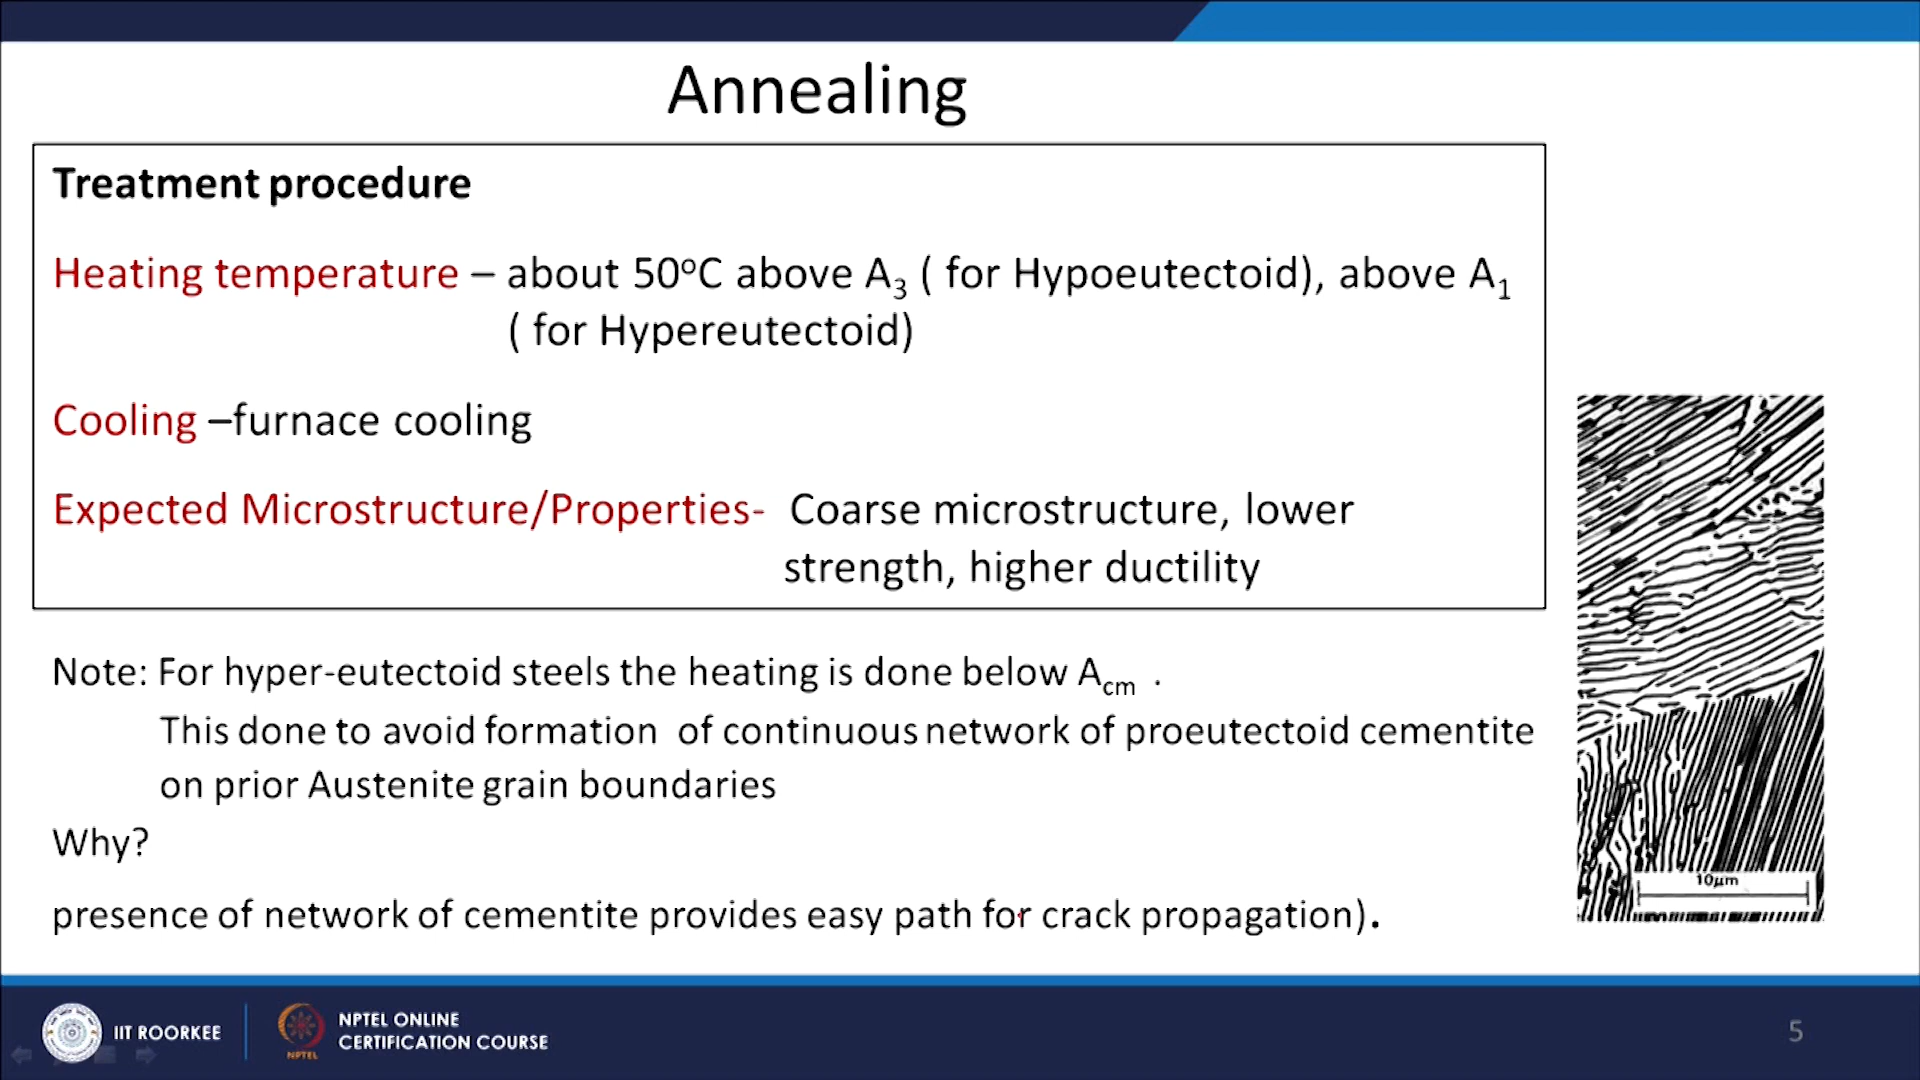 Annealing
Treatment procedure
Heating temperature – about 50oC above A3 ( for Hypoeutectoid), above A1
( for Hypereutectoid)
Cooling –furnace cooling
Expected Microstructure/Properties- Coarse microstructure, lower
strength, higher ductility
Note: For hyper-eutectoid steels the heating is done below Acm .
This done to avoid formation of continuous network of proeutectoid cementite
on prior Austenite grain boundaries
Why?
presence of network of cementite provides easy path for crack propagation).
10μm
IIT ROORKEE
NPTEL
NPTEL ONLINE
CERTIFICATION COURSE
5